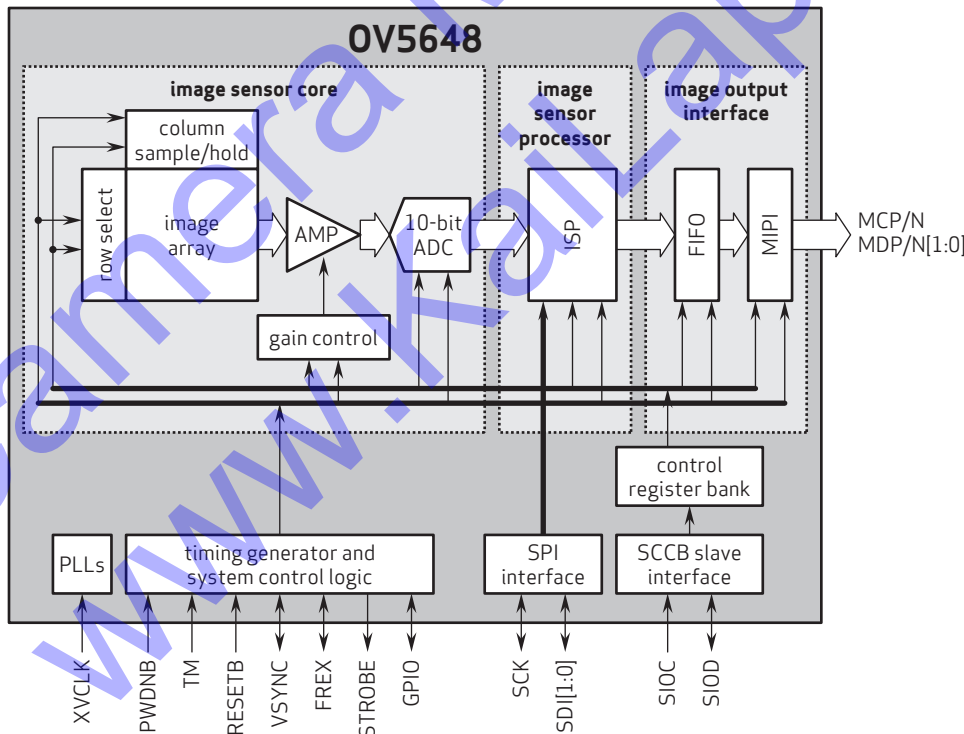 OV5648
image sensor core
image
sensor
processor
image output
interface
column
sample/hold
row select
image
array
AMP
10-bit
ADC
ISP
FIFO
MIPI
MCP/N
MDP/N[1:0]
gain control
control
register bank
PLLs
timing generator and
system control logic
SPI
interface
SCCB slave
interface
XVCLK
PWDNB
TM
RESETB
VSYNC
FREX
STROBE
GPIO
SCK
SDI[1:0]
SIOC
SIOD